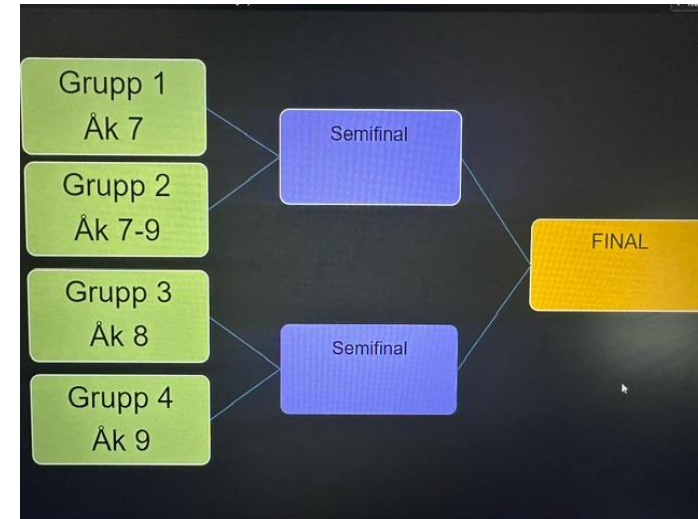 Grupp 1
Åk 7
Grupp 2
Åk 7-9
Grupp 3
Åk 8
Grupp 4
Åk 9
Semifinal
Semifinal
FINAL